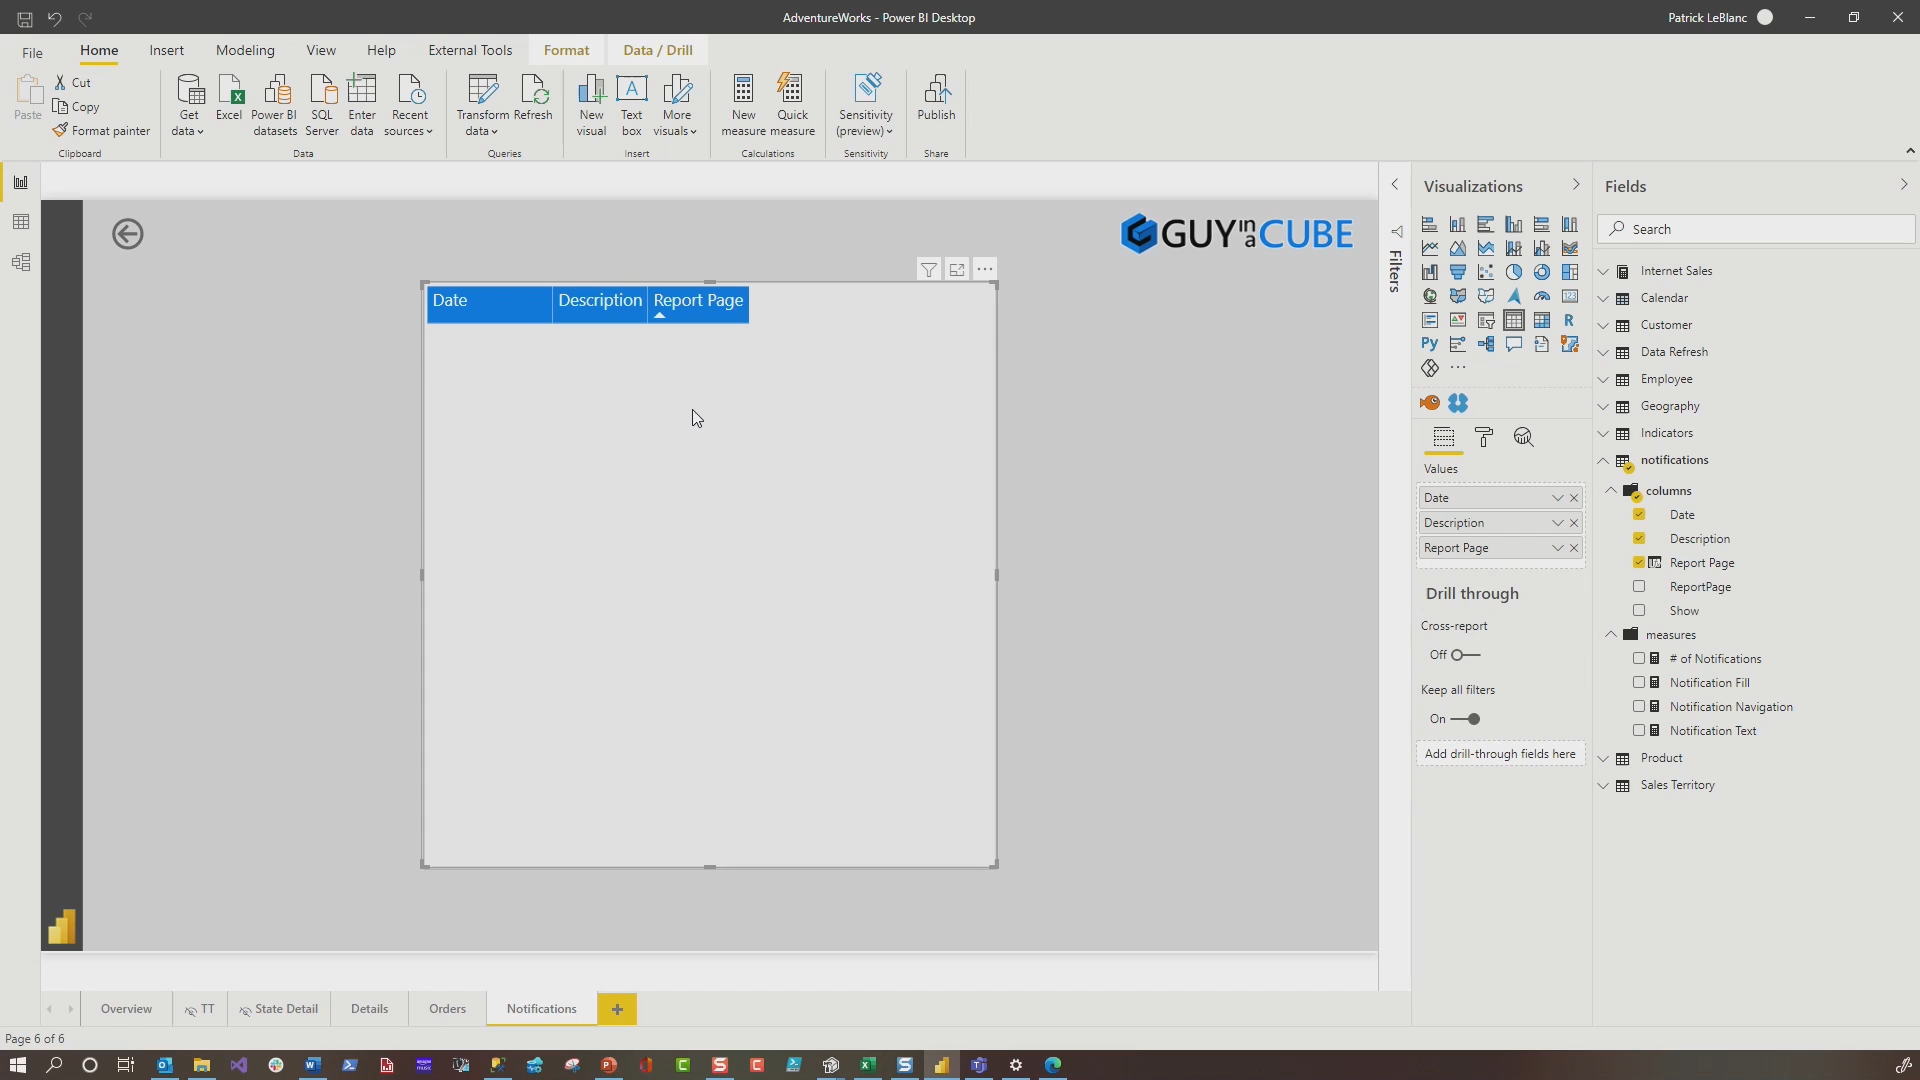 AdventureWorks - Power BI Desktop
Patrick LeBlanc
File
Home
Insert
Modeling
View
Help
External Tools
Format
Data / Drill
Paste
Cut
Copy
Format painter
Clipboard
Get data
Excel
Power BI datasets
SQL Server
Enter data
Recent sources
Data
Transform data
Refresh
Queries
New visual
Text box
More visuals
Insert
New measure
Quick measure
Calculations
Sensitivity (preview)
Sensitivity
Publish
Share
GUY in a CUBE
Date
Description
Report Page
Filters
Visualizations
Values
Date
Description
Report Page
Drill through
Cross-report
Off
Keep all filters
On
Add drill-through fields here
Fields
Search
Internet Sales
Calendar
Customer
Data Refresh
Employee
Geography
Indicators
notifications
columns
Date
Description
Report Page
ReportPage
Show
measures
# of Notifications
Notification Fill
Notification Navigation
Notification Text
Product
Sales Territory
Overview
TT
State Detail
Details
Orders
Notifications
Page 6 of 6